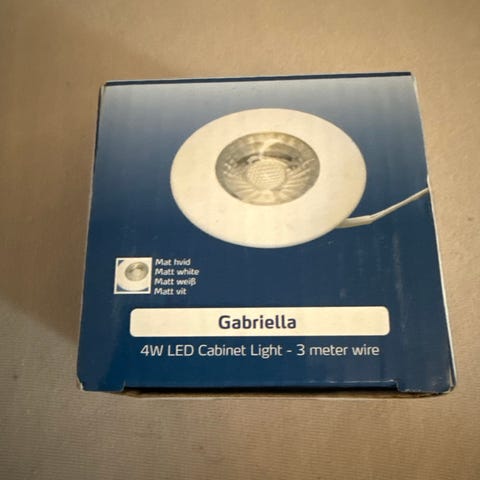 Mat hvid
Matt white
Matt weiß
Matt vit
Gabriella
4W LED Cabinet Light - 3 meter wire